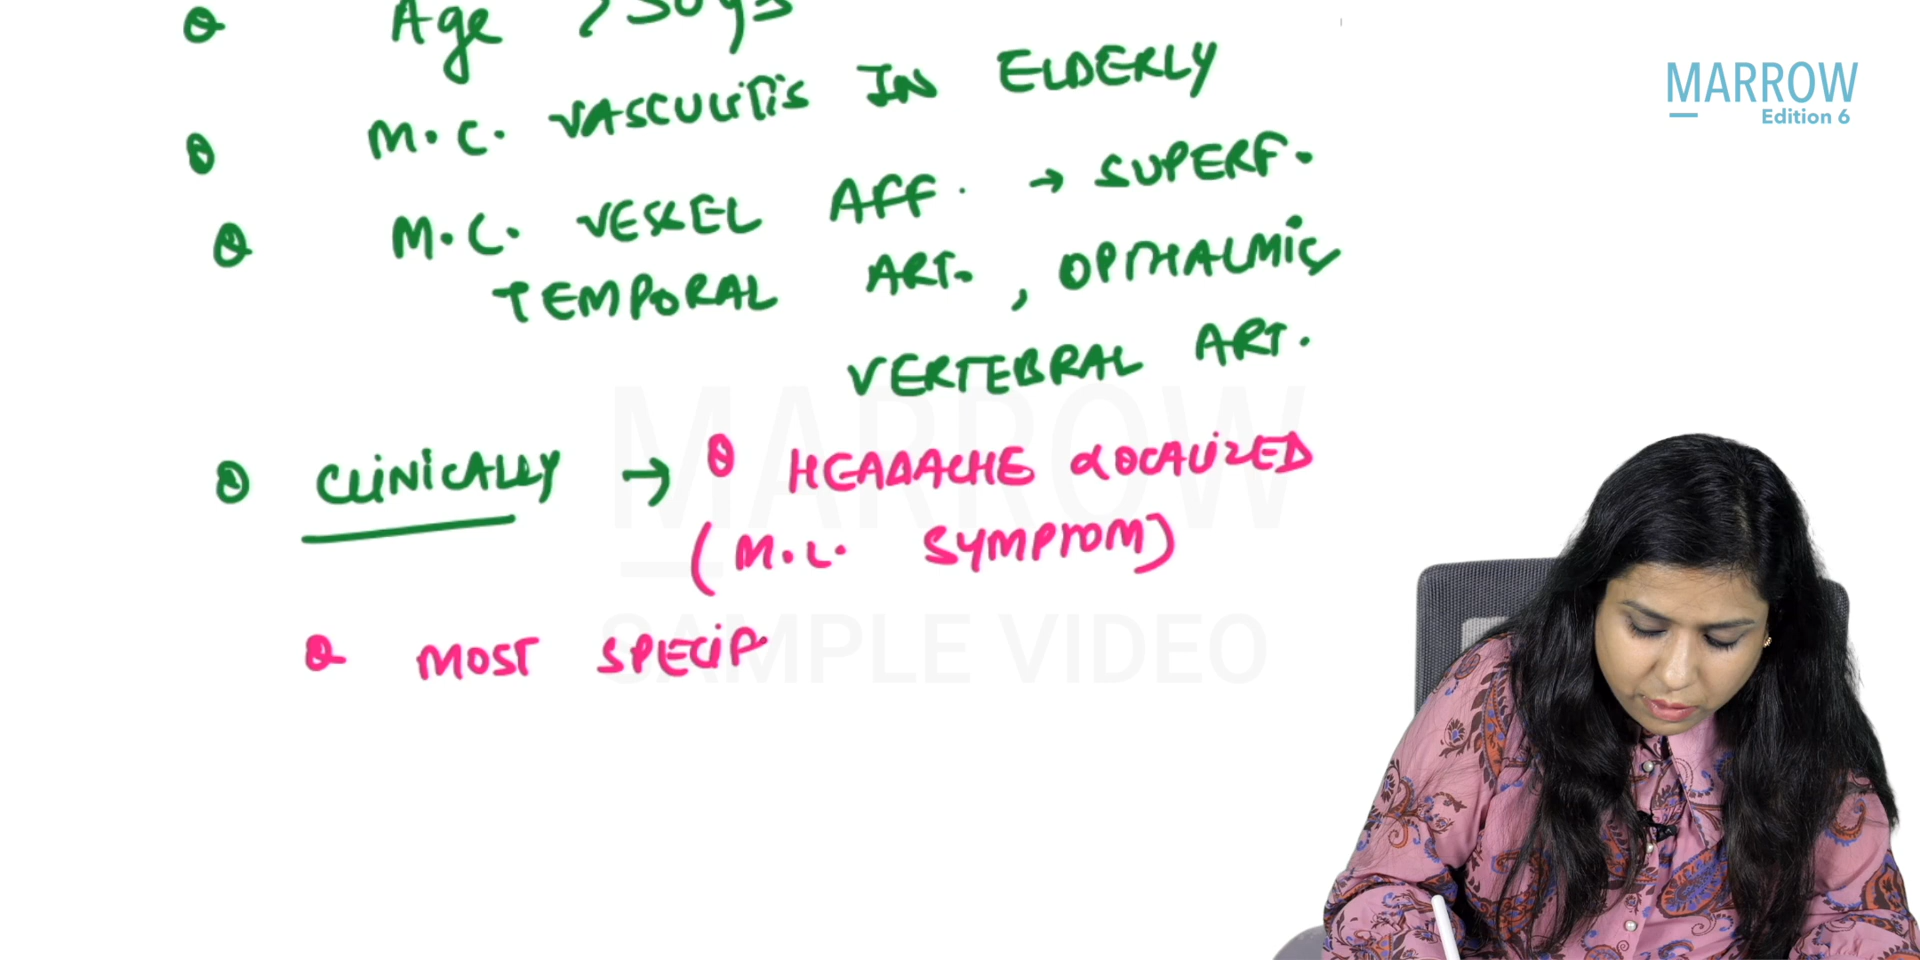 Age >50ys
M.C. VASCULITIS IN ELDERLY
M.C. VESSEL AFF. → SUPERF.
TEMPORAL ART., OPTHALMIC
VERTEBRAL ART.
CLINICALLY → HEADACHE LOCALIZED
(M.C. SYMPTOM)
MOST SPECIF
MARROW
Edition 6
MARROW
SAMPLE VIDEO